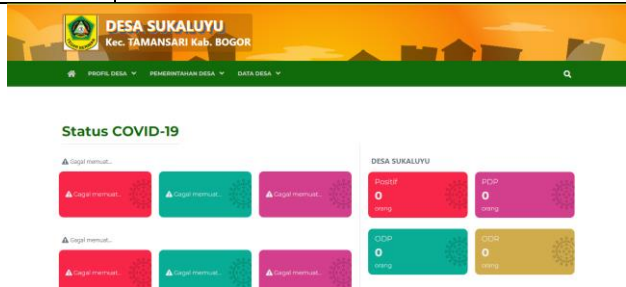 DESA SUKALUYU
Kec. TAMANSARI Kab. BOGOR
PROFIL DESA PEMERINTAHAN DESA DATA DESA
Status COVID-19
Gagal memuat...
Gagal memuat... Gagal memuat... Gagal memuat...
Gagal memuat...
Gagal memuat... Gagal memuat... Gagal memuat...
DESA SUKALUYU
Positif
0
orang
PDP
0
orang
ODP
0
orang
ODR
0
orang